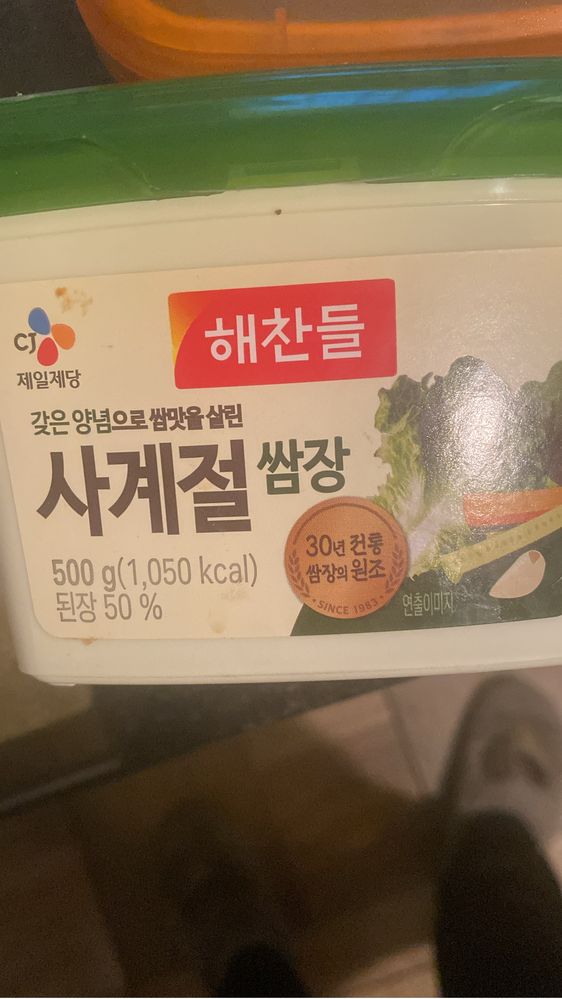 해찬들
CJ
제일제당
갖은 양념으로 쌈맛을 살린
사계절 쌈장
500 g(1,050 kcal)
된장 50 %
30년 전통
쌈장의 원조
• SINCE 1983 •
연출이미지